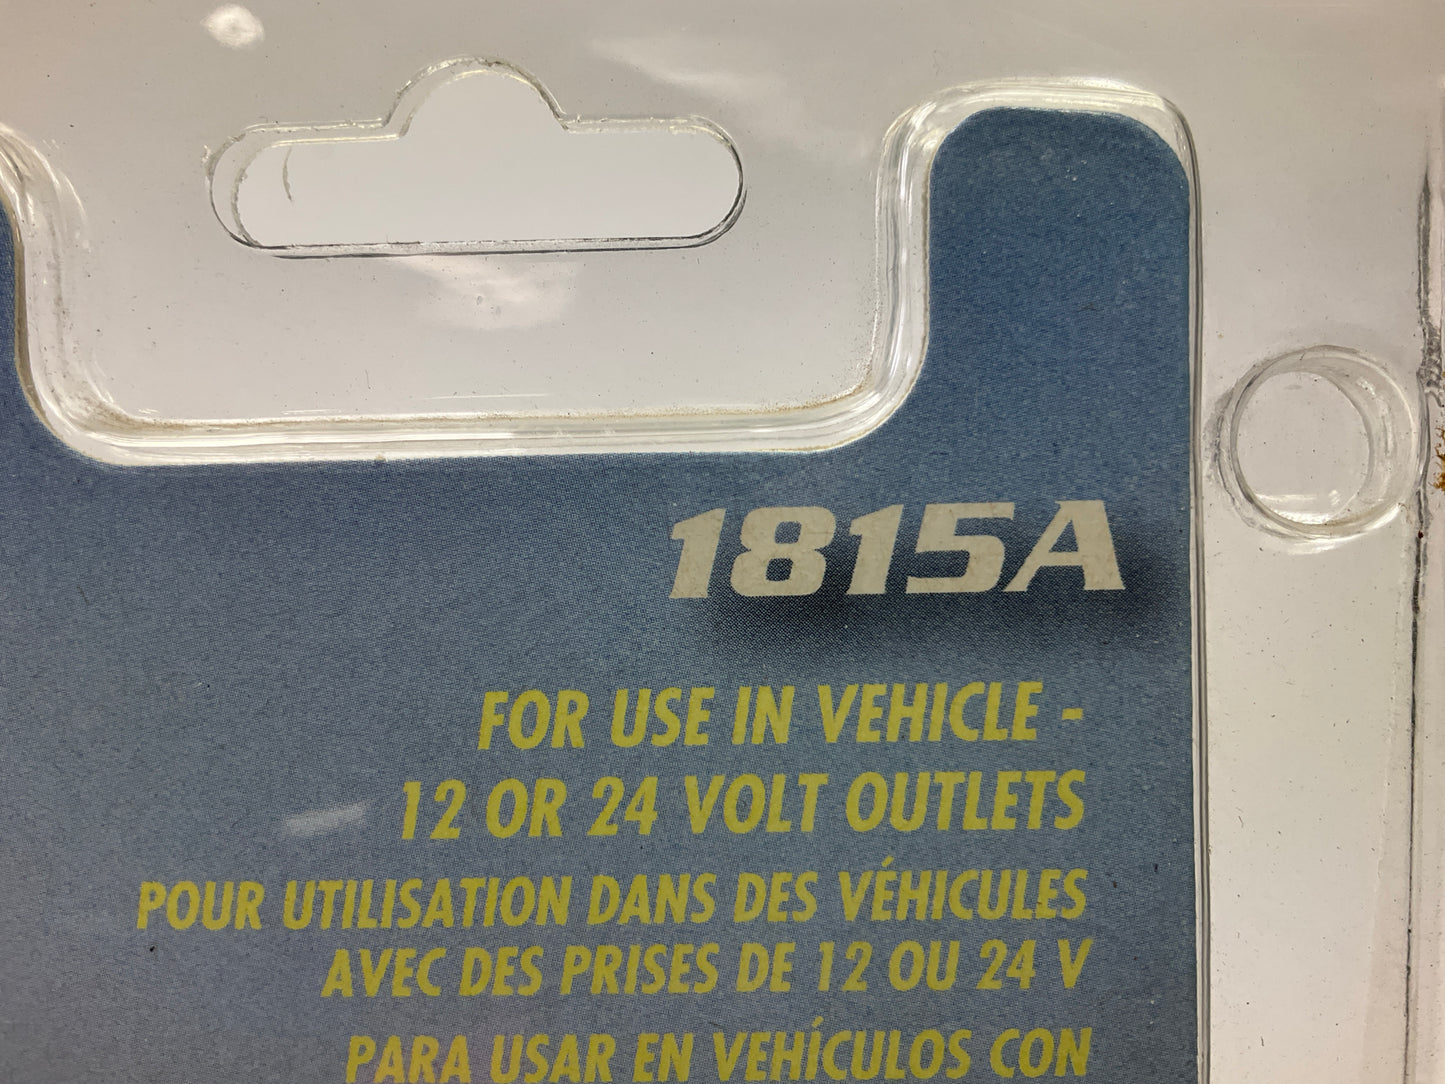 1815A
FOR USE IN VEHICLE -
12 OR 24 VOLT OUTLETS
POUR UTILISATION DANS DES VÉHICULES
AVEC DES PRISES DE 12 OU 24 V
PARA USAR EN VEHÍCULOS CON